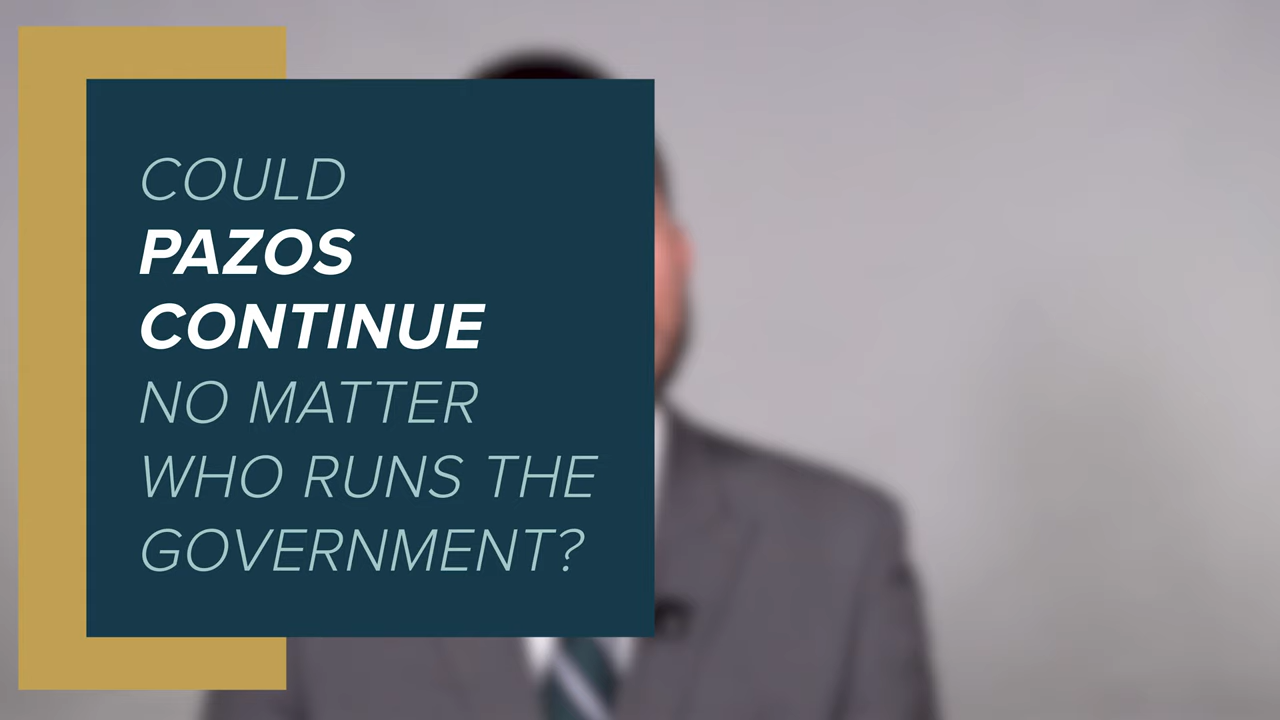 COULD
PAZOS
CONTINUE
NO MATTER
WHO RUNS THE
GOVERNMENT?